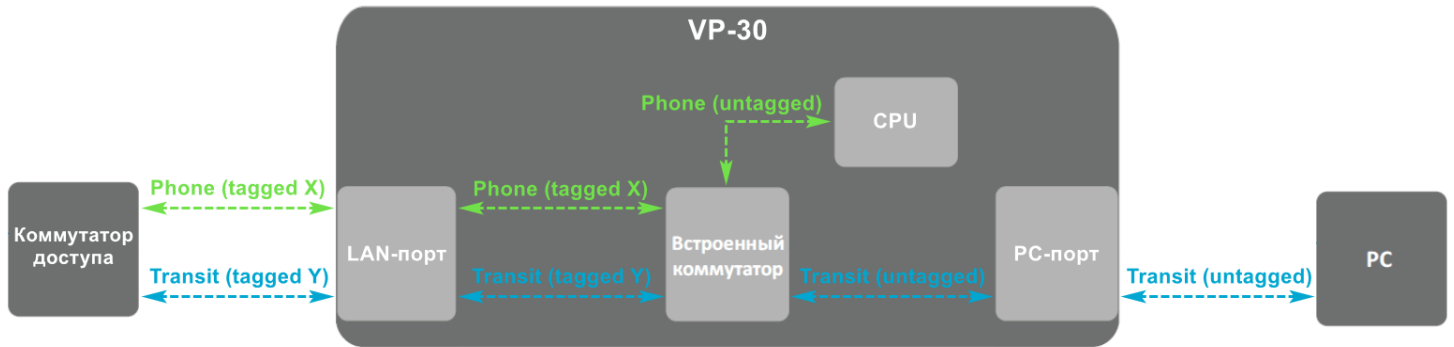 VP-30
Phone (untagged)
CPU
Phone (tagged X)
Phone (tagged X)
Коммутатор
доступа
LAN-порт
Встроенный
коммутатор
PC-порт
PC
Transit (tagged Y)
Transit (tagged Y)
Transit (untagged)
Transit (untagged)